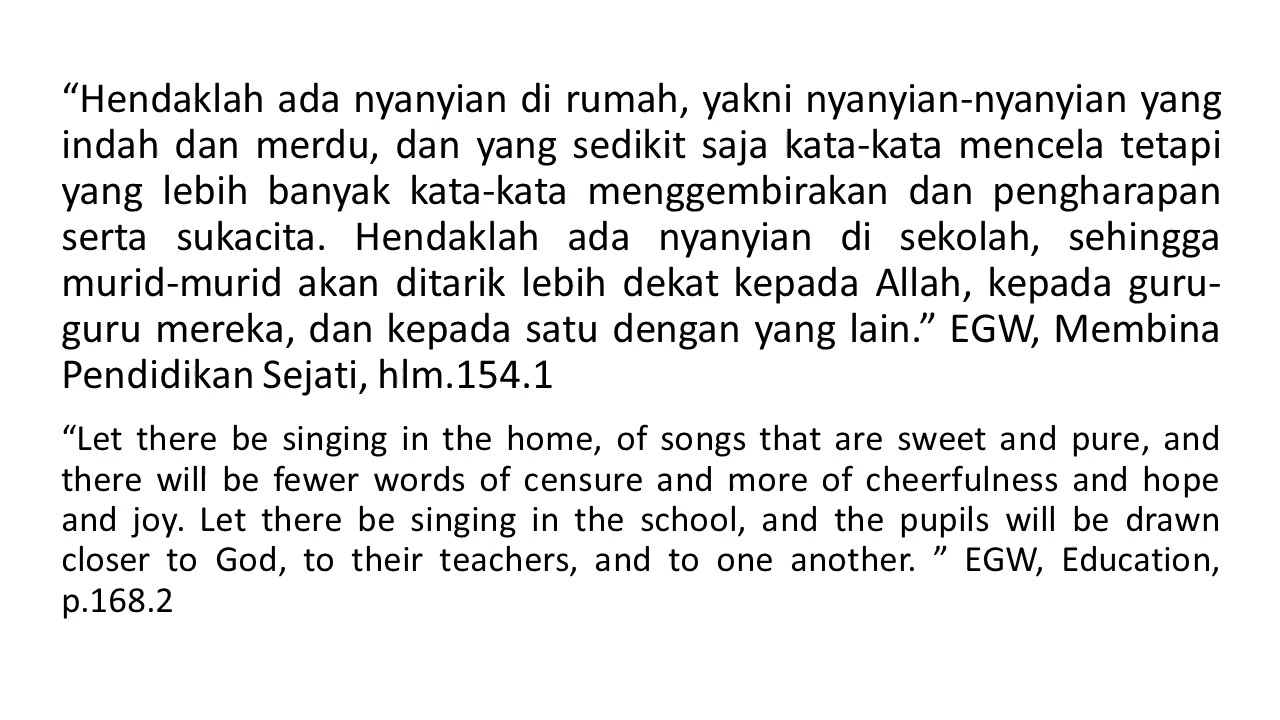 “Hendaklah ada nyanyian di rumah, yakni nyanyian-nyanyian yang
indah dan merdu, dan yang sedikit saja kata-kata mencela tetapi
yang lebih banyak kata-kata menggembirakan dan pengharapan
serta sukacita. Hendaklah ada nyanyian di sekolah, sehingga
murid-murid akan ditarik lebih dekat kepada Allah, kepada guru-
guru mereka, dan kepada satu dengan yang lain.” EGW, Membina
Pendidikan Sejati, hlm.154.1
“Let there be singing in the home, of songs that are sweet and pure, and
there will be fewer words of censure and more of cheerfulness and hope
and joy. Let there be singing in the school, and the pupils will be drawn
closer to God, to their teachers, and to one another. ” EGW, Education,
p.168.2